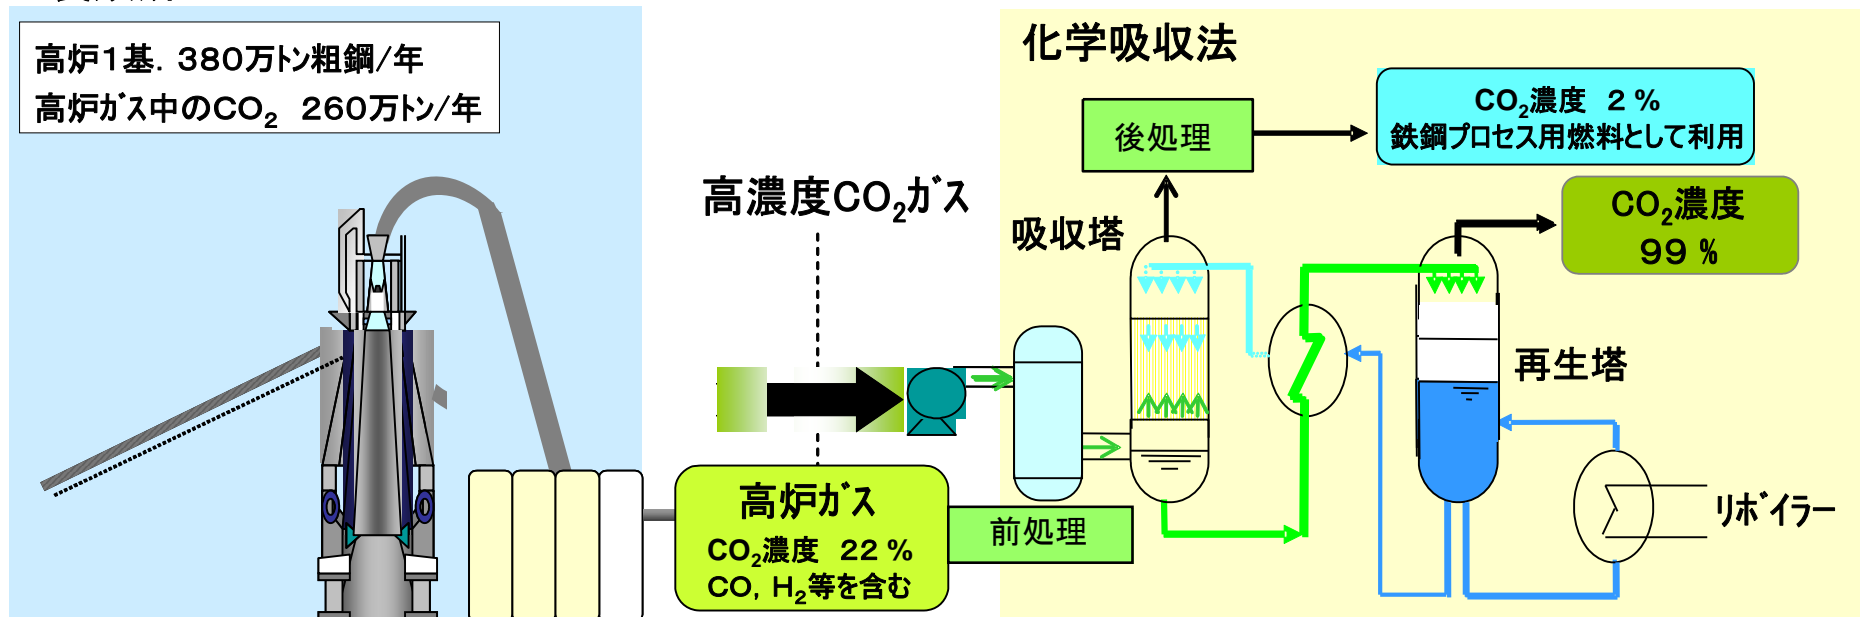 高炉1基．380万トン粗鋼/年
高炉ガス中のCO₂　260万トン/年
高濃度CO₂ガス
高炉ガス
CO₂濃度　22 %
CO，H₂等を含む
前処理
化学吸収法
後処理
CO₂濃度　2 %
鉄鋼プロセス用燃料として利用
吸収塔
CO₂濃度
99 %
再生塔
リボイラー